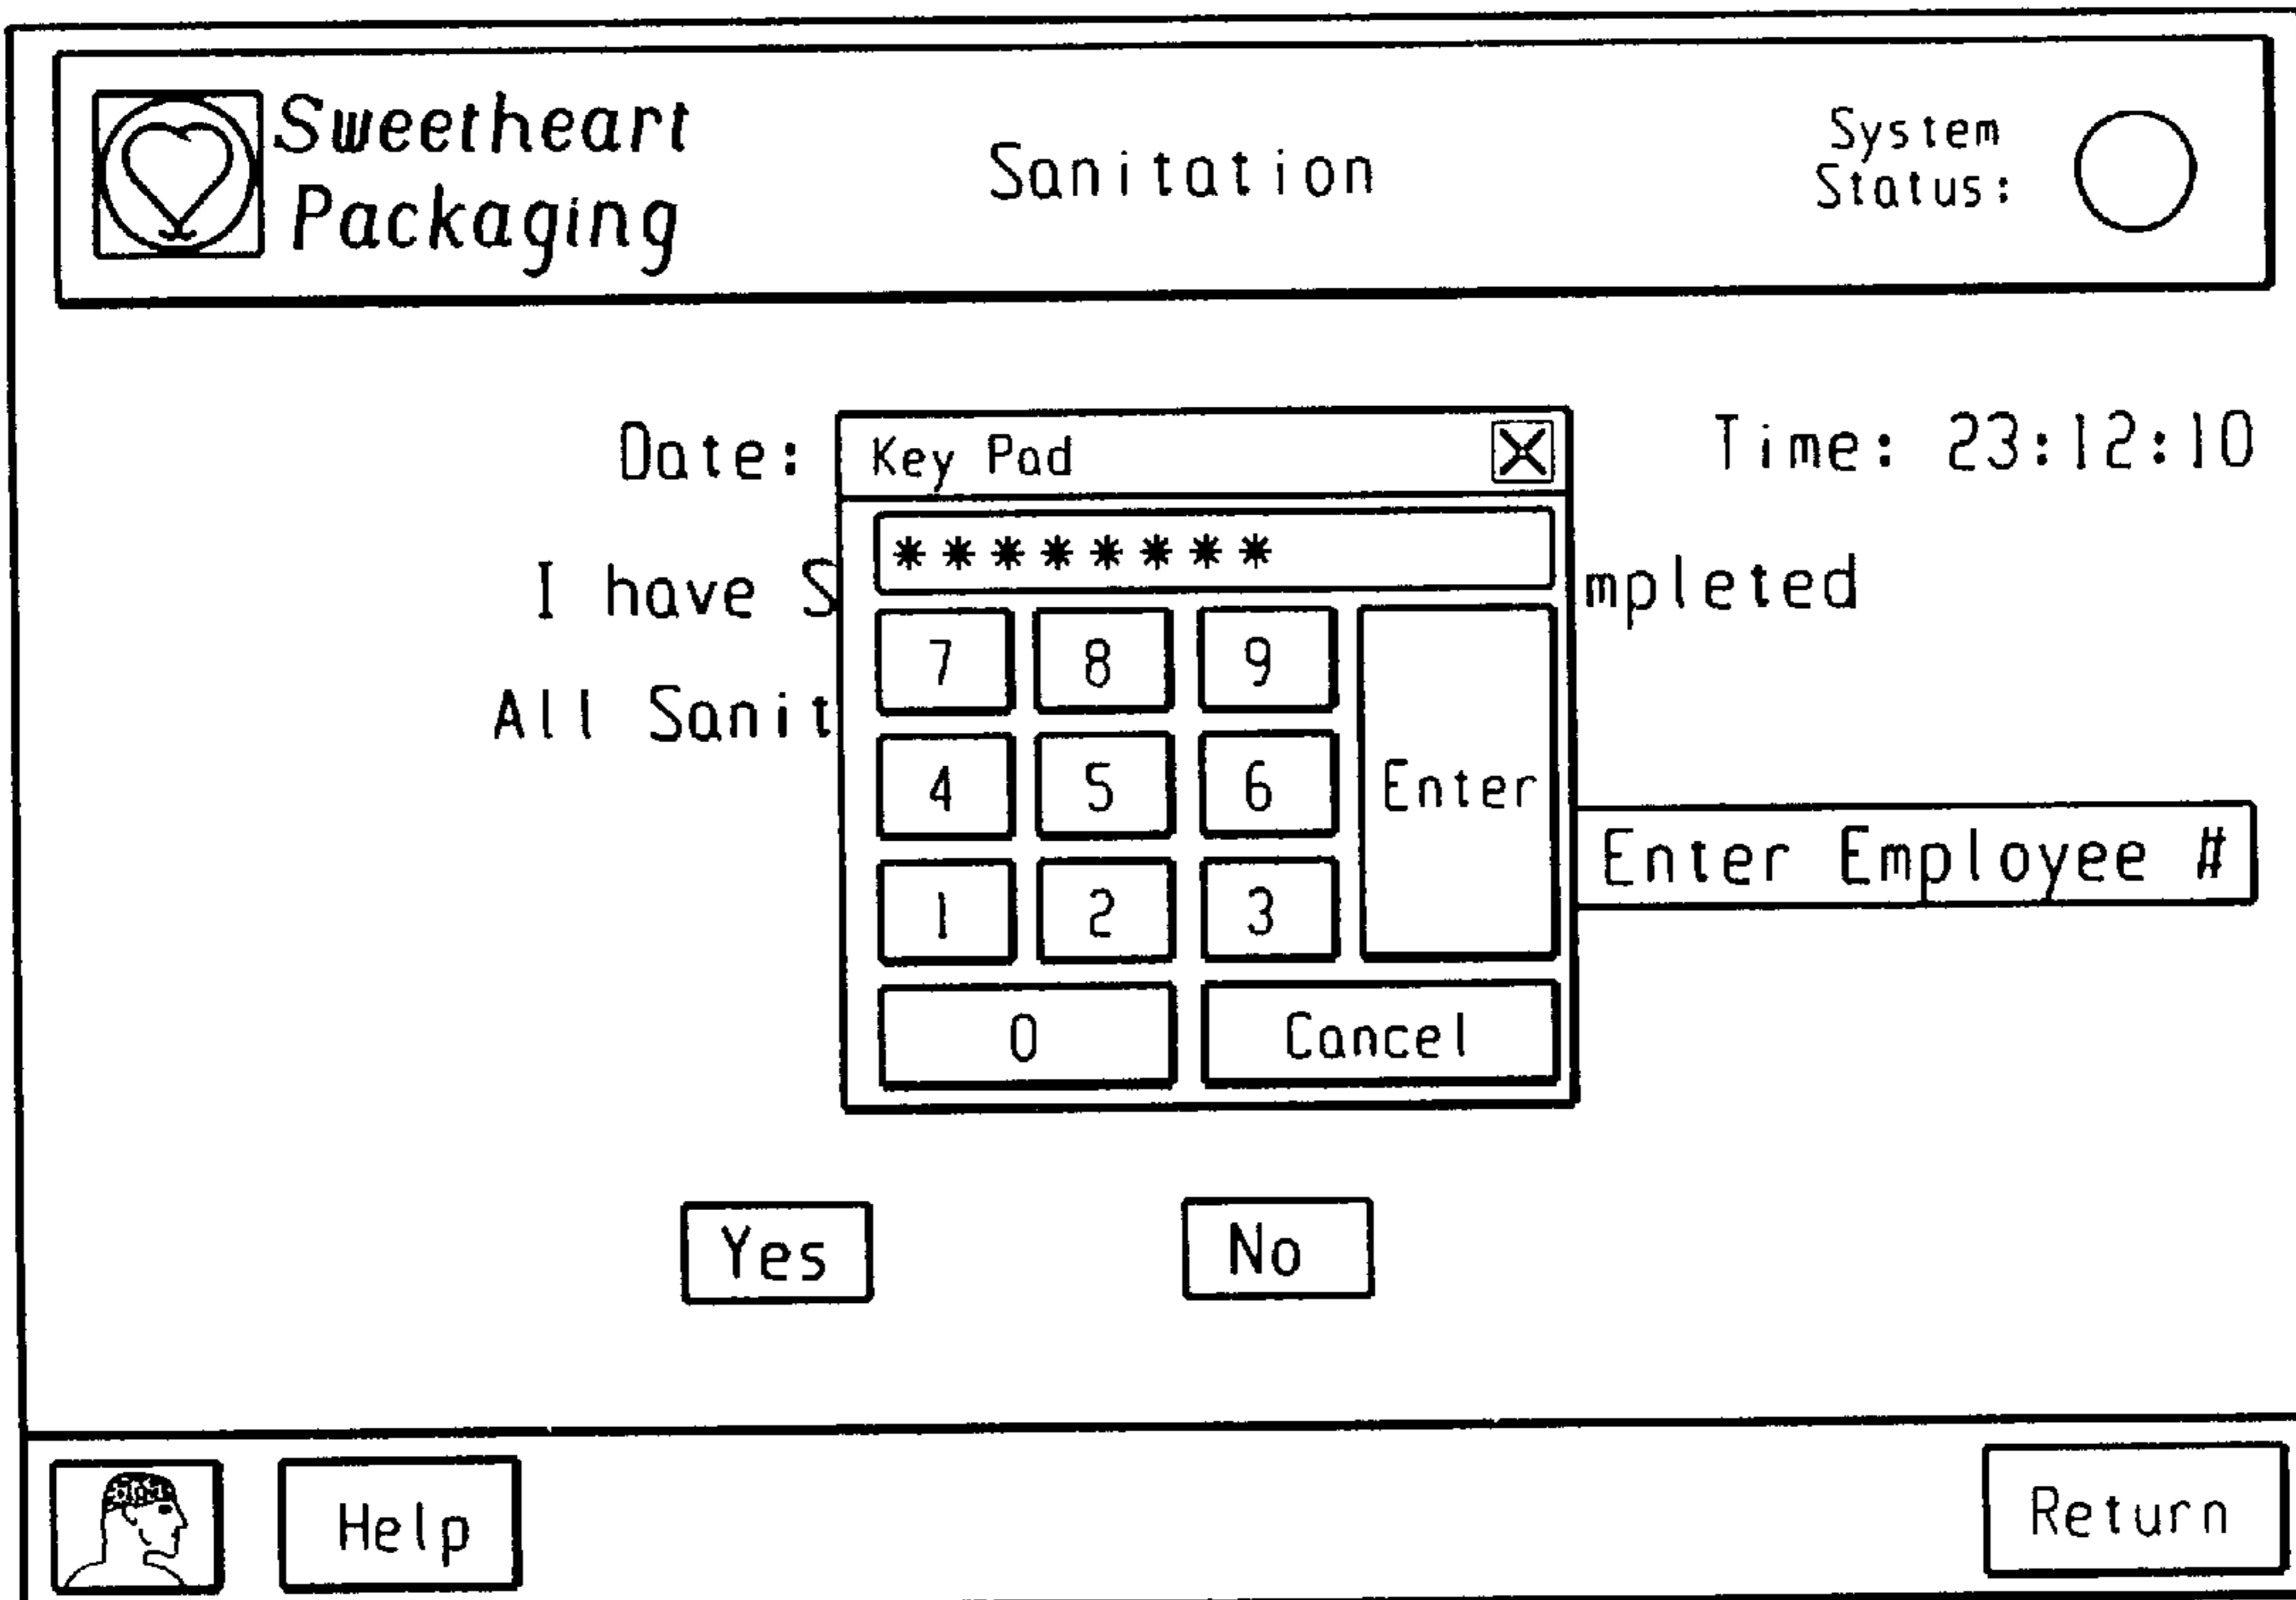 Sweetheart
Packaging
Sanitation
System
Status:
Date:
Key Pad
Time: 23:12:10
********
I have S
mpleted
All Sanit
7 8 9
4 5 6
Enter
1 2 3
Enter Employee #
0
Cancel
Yes
No
Help
Return